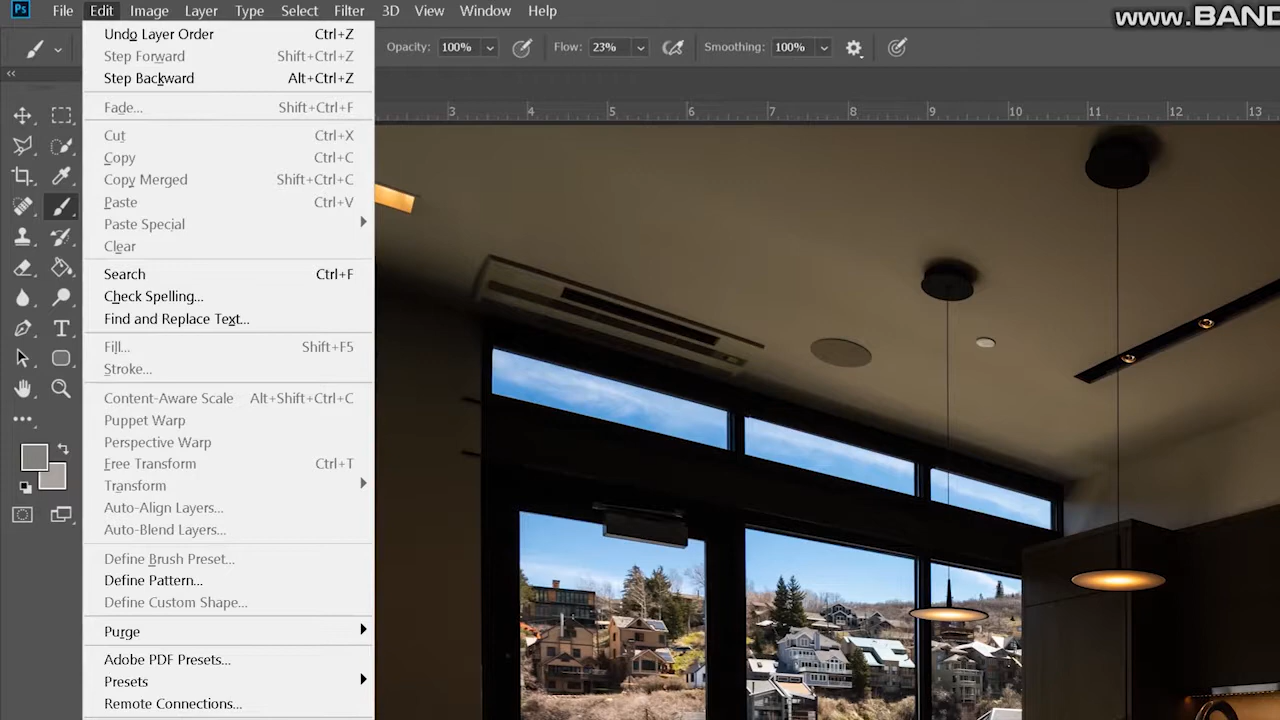 Ps File Edit Image Layer Type Select Filter 3D View Window Help
www.BAND
Opacity: 100% Flow: 23% Smoothing: 100%
Undo Layer Order Ctrl+Z
Step Forward Shift+Ctrl+Z
Step Backward Alt+Ctrl+Z
Fade... Shift+Ctrl+F
Cut Ctrl+X
Copy Ctrl+C
Copy Merged Shift+Ctrl+C
Paste Ctrl+V
Paste Special
Clear
Search Ctrl+F
Check Spelling...
Find and Replace Text...
Fill... Shift+F5
Stroke...
Content-Aware Scale Alt+Shift+Ctrl+C
Puppet Warp
Perspective Warp
Free Transform Ctrl+T
Transform
Auto-Align Layers...
Auto-Blend Layers...
Define Brush Preset...
Define Pattern...
Define Custom Shape...
Purge
Adobe PDF Presets...
Presets
Remote Connections...
3 4 5 6 7 8 9 10 11 12 13